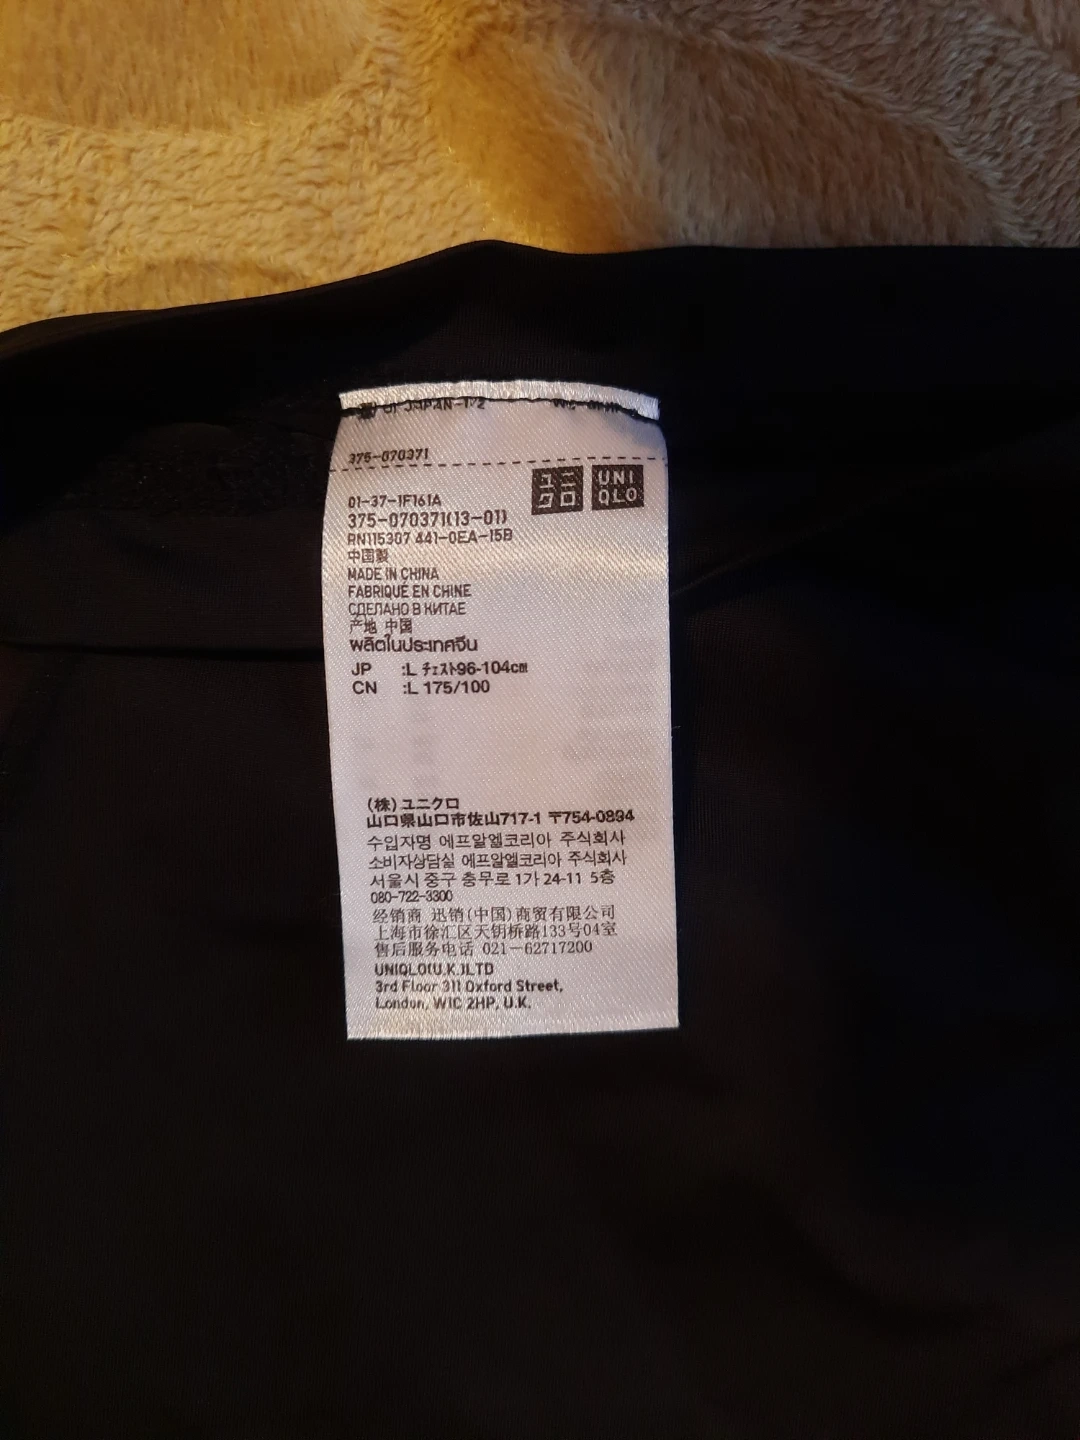 375-070371
ユニクロ UNIQLO
01-37-1F161A
375-070371(13-01)
RN115307 441-0EA-15B
中国製
MADE IN CHINA
FABRIQUÉ EN CHINE
СДЕЛАНО В КИТАЕ
产地 中国
ผลิตในประเทศจีน
JP :L チェスト96-104cm
CN :L 175/100
(株)ユニクロ
山口県山口市佐山717-1 〒754-0894
수입자명 에프알엘코리아 주식회사
소비자상담실 에프알엘코리아 주식회사
서울시 중구 충무로 1가 24-11 5층
080-722-3300
经销商 迅销(中国)商贸有限公司
上海市徐汇区天钥桥路133号04室
售后服务电话 021-62717200
UNIQLO(U.K.)LTD
3rd Floor 311 Oxford Street,
London, W1C 2HP, U.K.